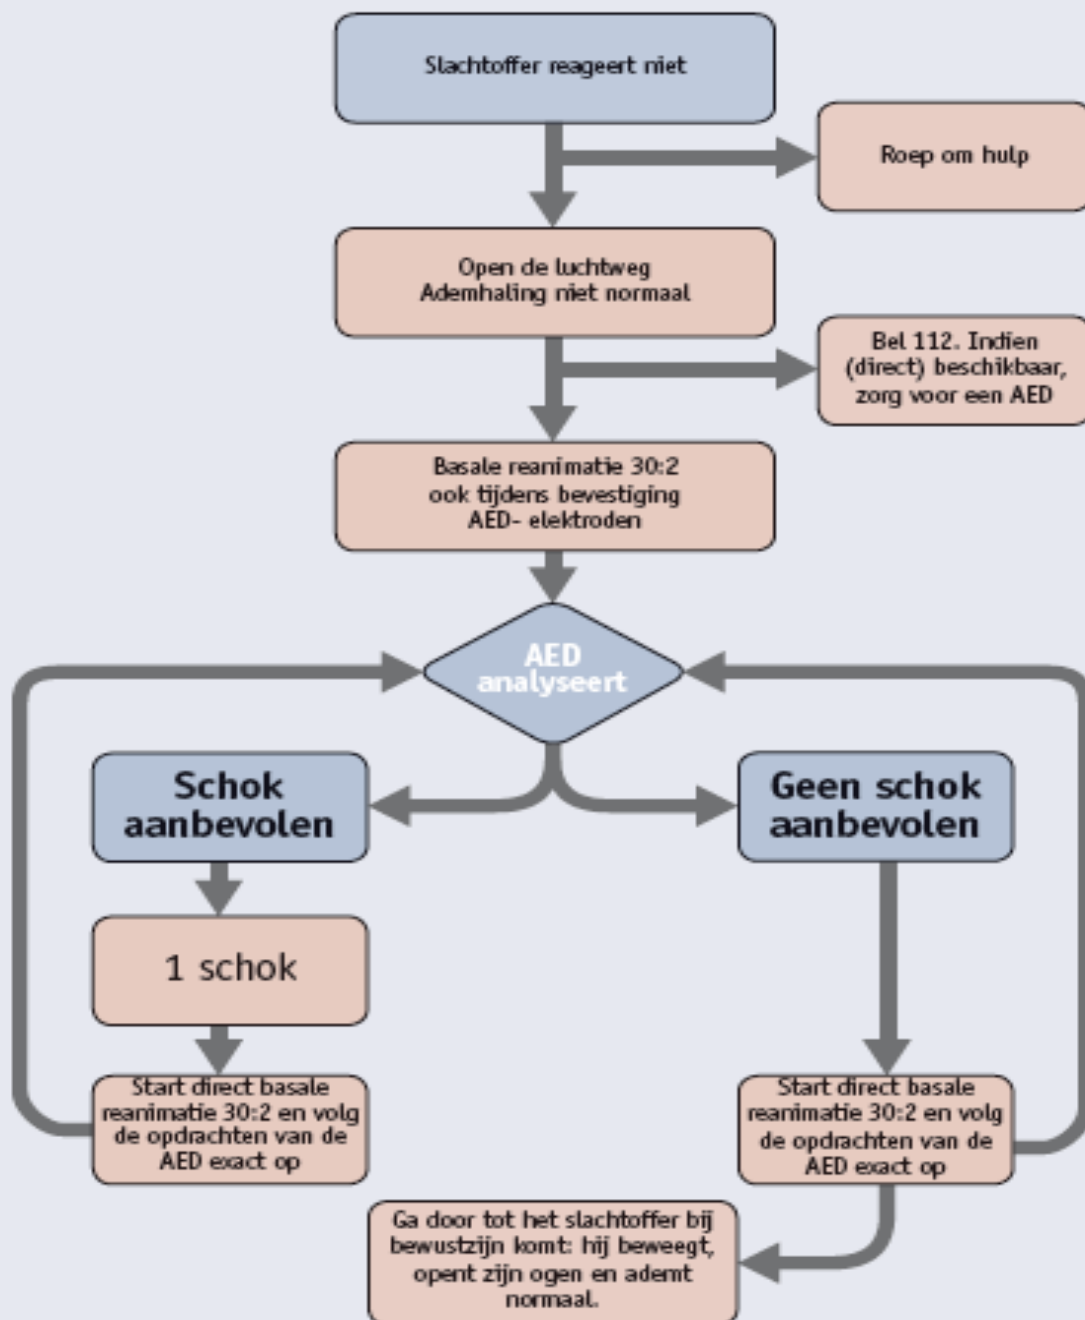 Slachtoffer reageert niet
Roep om hulp
Open de luchtweg
Ademhaling niet normaal
Bel 112. Indien
(direct) beschikbaar,
zorg voor een AED
Basale reanimatie 30:2
ook tijdens bevestiging
AED- elektroden
AED
analyseert
Schok
aanbevolen
Geen schok
aanbevolen
1 schok
Start direct basale
reanimatie 30:2 en volg
de opdrachten van de
AED exact op
Start direct basale
reanimatie 30:2 en volg
de opdrachten van de
AED exact op
Ga door tot het slachtoffer bij
bewustzijn komt: hij beweegt,
opent zijn ogen en ademt
normaal.